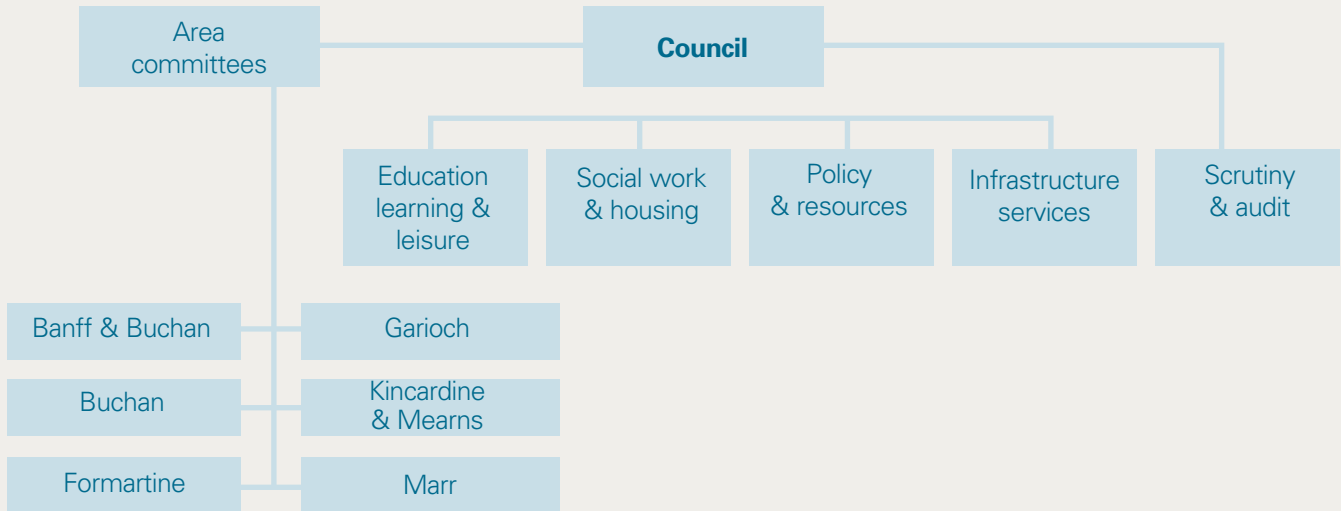 Area
committees
Council
Education
learning &
leisure
Social work
& housing
Policy
& resources
Infrastructure
services
Scrutiny
& audit
Banff & Buchan
Garioch
Buchan
Kincardine
& Mearns
Formartine
Marr